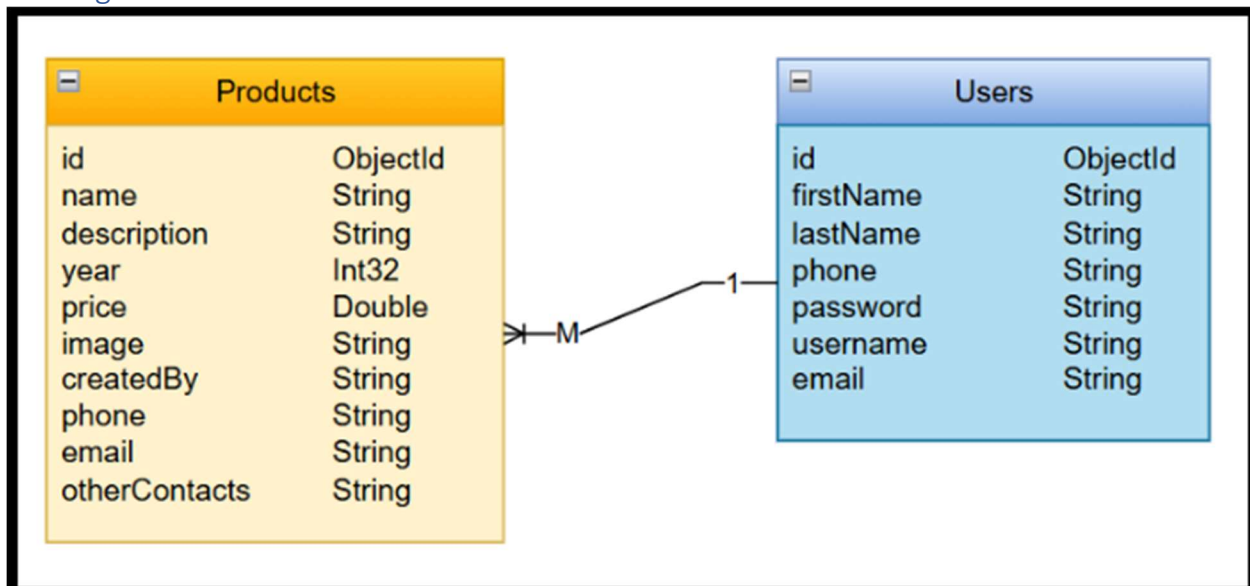 Products
id ObjectId
name String
description String
year Int32
price Double
image String
createdBy String
phone String
email String
otherContacts String
M
1
Users
id ObjectId
firstName String
lastName String
phone String
password String
username String
email String